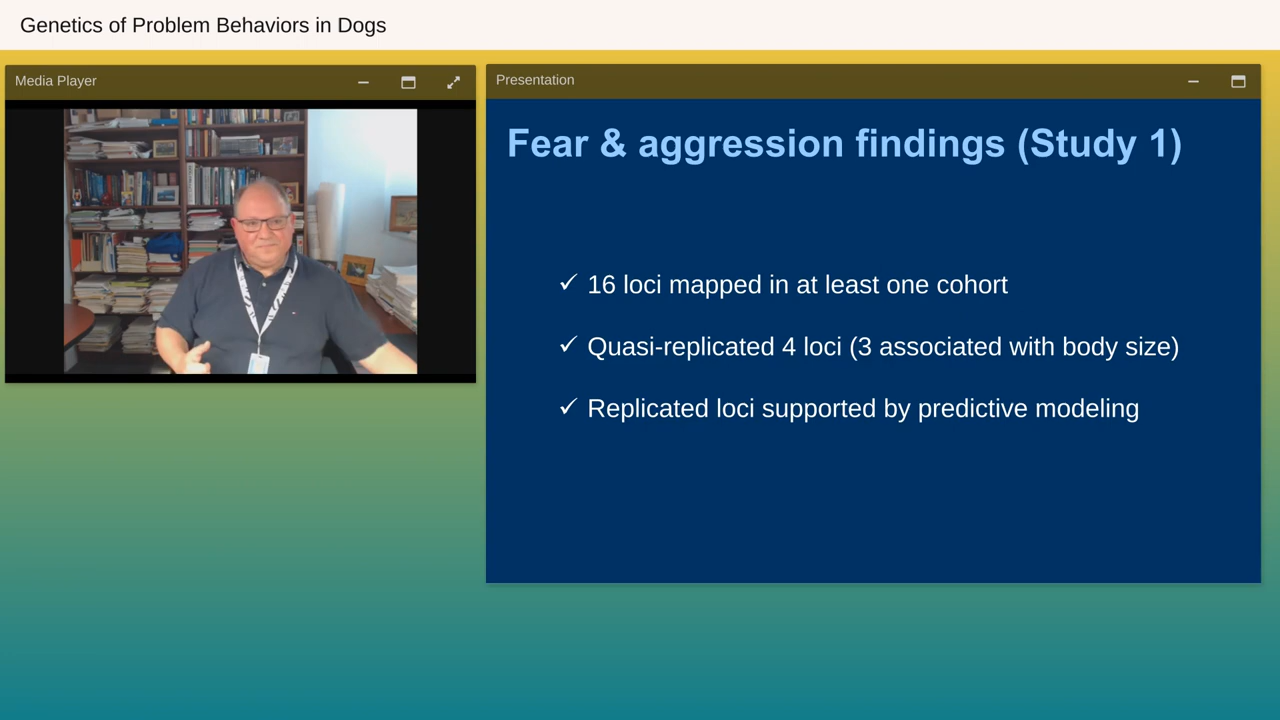 Genetics of Problem Behaviors in Dogs
Media Player
Presentation
Fear & aggression findings (Study 1)
✓ 16 loci mapped in at least one cohort
✓ Quasi-replicated 4 loci (3 associated with body size)
✓ Replicated loci supported by predictive modeling